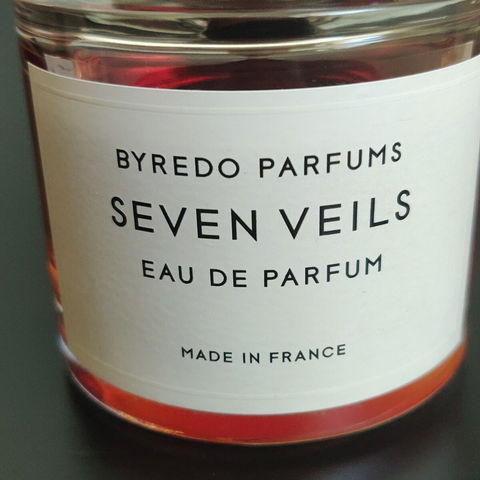 BYREDO PARFUMS
SEVEN VEILS
EAU DE PARFUM
MADE IN FRANCE